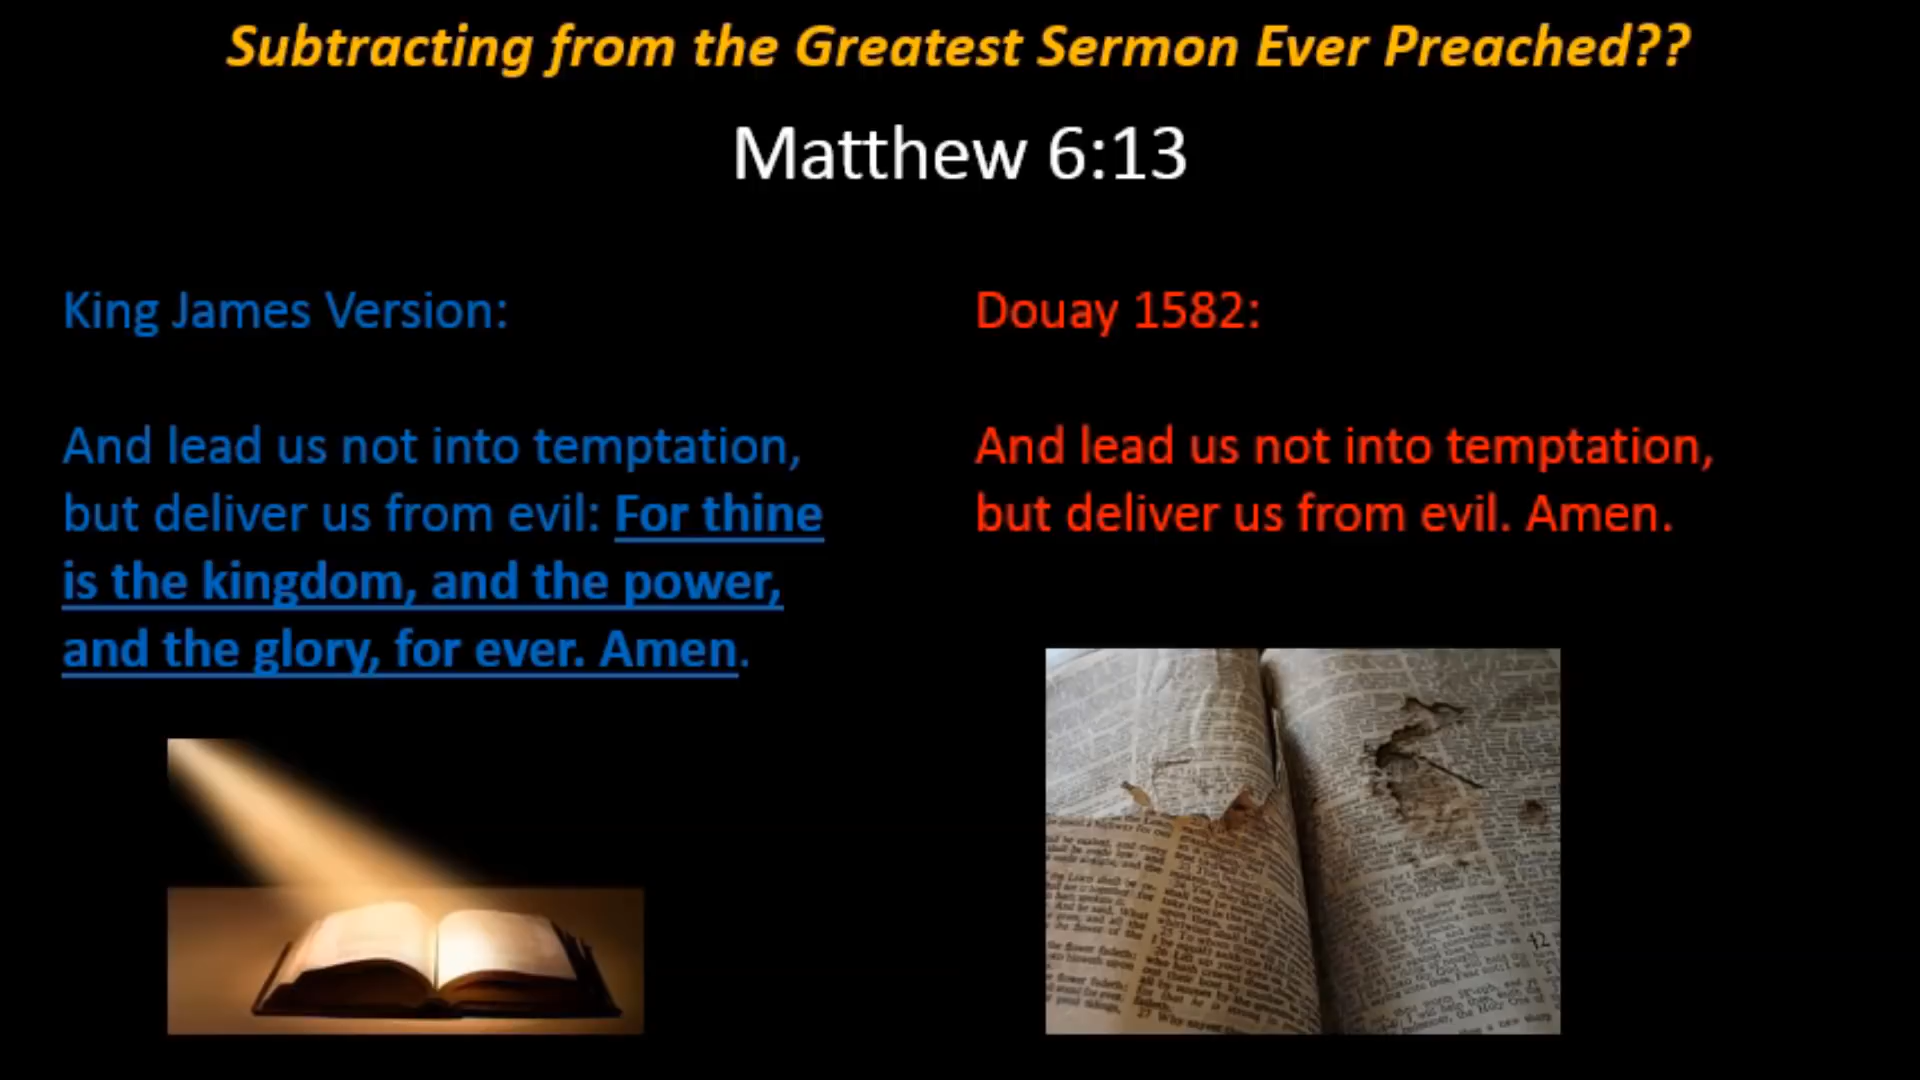 Subtracting from the Greatest Sermon Ever Preached??
Matthew 6:13
King James Version:
And lead us not into temptation,
but deliver us from evil: For thine
is the kingdom, and the power,
and the glory, for ever. Amen.
Douay 1582:
And lead us not into temptation,
but deliver us from evil. Amen.